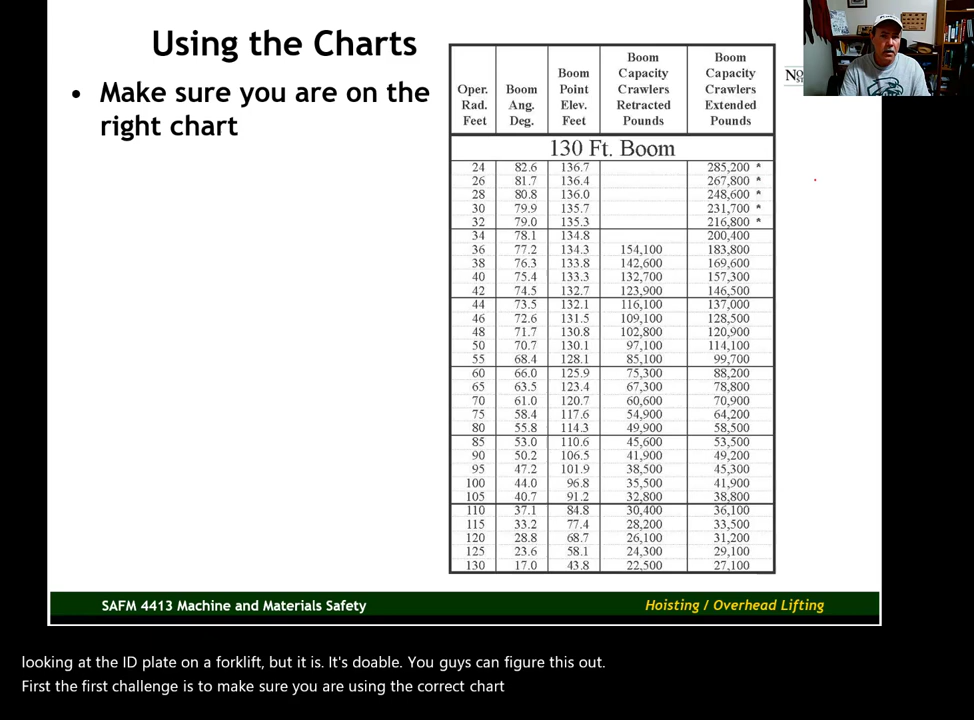 Using the Charts
• Make sure you are on the
right chart
Oper. Rad. Feet | Boom Ang. Deg. | Boom Point Elev. Feet | Boom Capacity Crawlers Retracted Pounds | Boom Capacity Crawlers Extended Pounds
130 Ft. Boom
24 82.6 136.7 285,200 *
26 81.7 136.4 267,800 *
28 80.8 136.0 248,600 *
30 79.9 135.7 231,700 *
32 79.0 135.3 216,800 *
34 78.1 134.8 200,400
36 77.2 134.3 154,100 183,800
38 76.3 133.8 142,600 169,600
40 75.4 133.3 132,700 157,300
42 74.5 132.7 123,900 146,500
44 73.5 132.1 116,100 137,000
46 72.6 131.5 109,100 128,500
48 71.7 130.8 102,800 120,900
50 70.7 130.1 97,100 114,100
55 68.4 128.1 85,100 99,700
60 66.0 125.9 75,300 88,200
65 63.5 123.4 67,300 78,800
70 61.0 120.7 60,600 70,900
75 58.4 117.6 54,900 64,200
80 55.8 114.3 49,900 58,500
85 53.0 110.6 45,600 53,500
90 50.2 106.5 41,900 49,200
95 47.2 101.9 38,500 45,300
100 44.0 96.8 35,500 41,900
105 40.7 91.2 32,800 38,800
110 37.1 84.8 30,400 36,100
115 33.2 77.4 28,200 33,500
120 28.8 68.7 26,100 31,200
125 23.6 58.1 24,300 29,100
130 17.0 43.8 22,500 27,100
SAFM 4413 Machine and Materials Safety
Hoisting / Overhead Lifting
looking at the ID plate on a forklift, but it is. It's doable. You guys can figure this out.
First the first challenge is to make sure you are using the correct chart